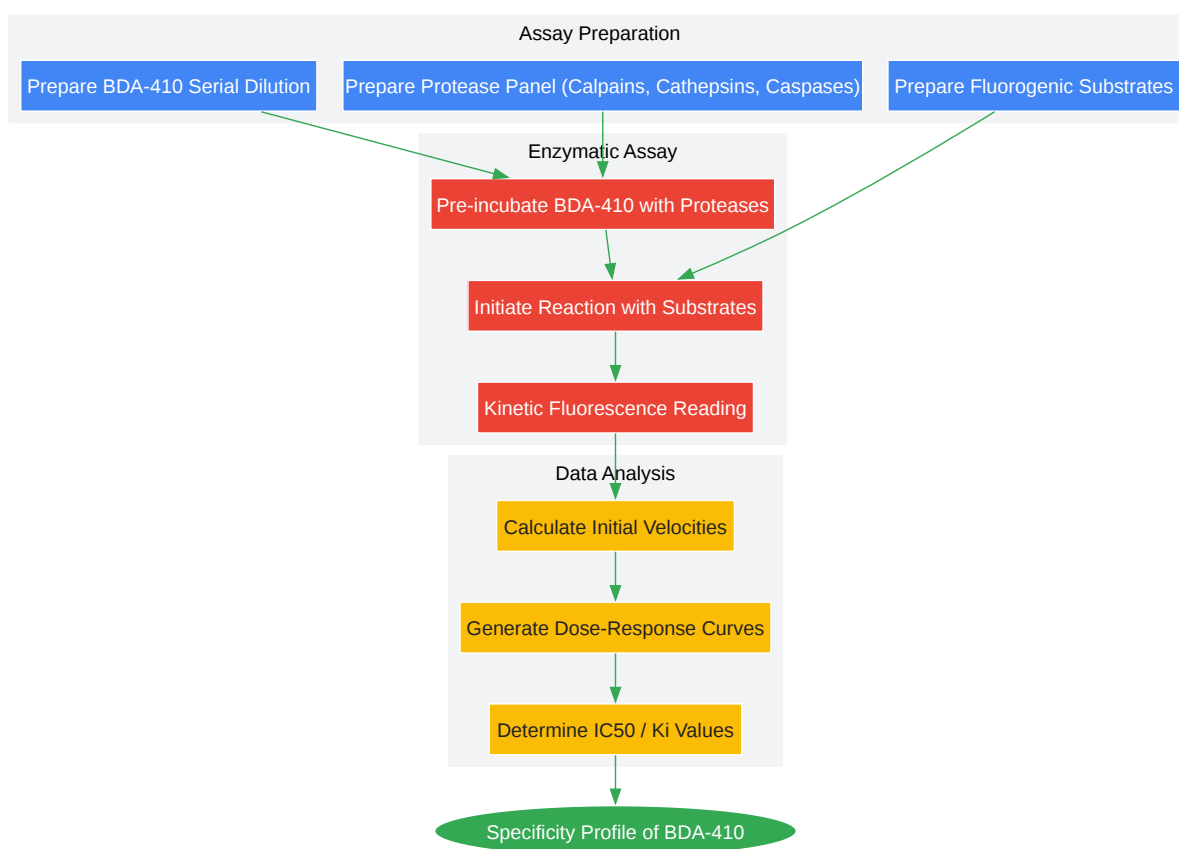 Assay Preparation
Prepare BDA-410 Serial Dilution
Prepare Protease Panel (Calpains, Cathepsins, Caspases)
Prepare Fluorogenic Substrates
Enzymatic Assay
Pre-incubate BDA-410 with Proteases
Initiate Reaction with Substrates
Kinetic Fluorescence Reading
Data Analysis
Calculate Initial Velocities
Generate Dose-Response Curves
Determine IC50 / Ki Values
Specificity Profile of BDA-410